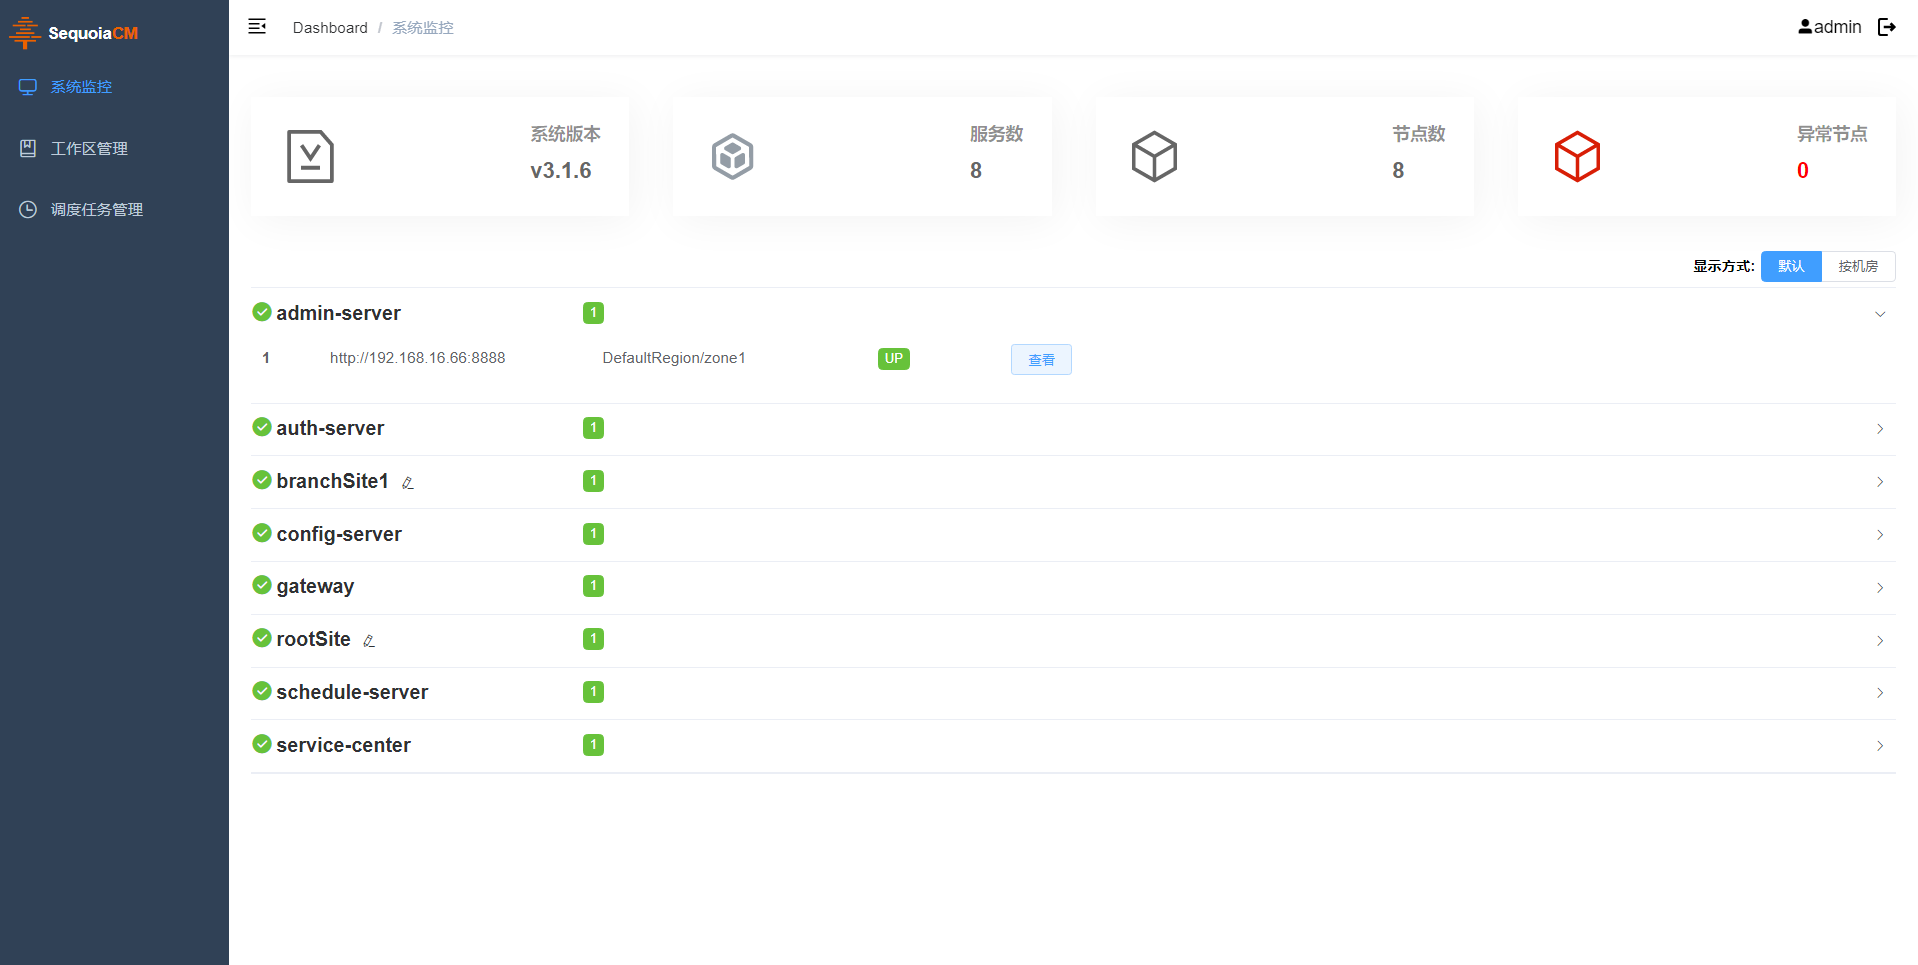 SequoiaCM
系统监控
工作区管理
调度任务管理
Dashboard / 系统监控
admin
系统版本
v3.1.6
服务数
8
节点数
8
异常节点
0
显示方式: 默认 按机房
admin-server 1
1 http://192.168.16.66:8888 DefaultRegion/zone1 UP 查看
auth-server 1
branchSite1 1
config-server 1
gateway 1
rootSite 1
schedule-server 1
service-center 1